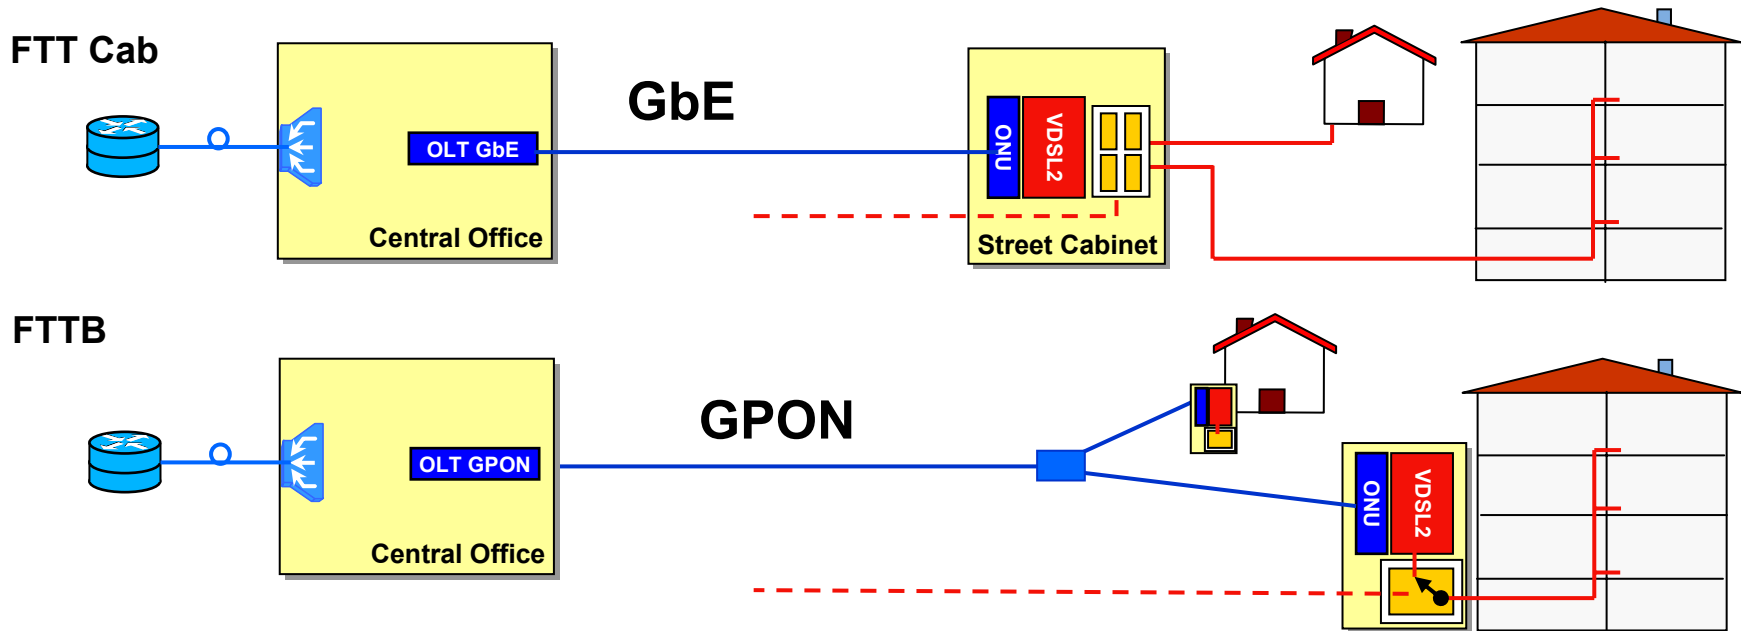 FTT Cab
GbE
OLT GbE
ONU
VDSL2
Central Office
Street Cabinet
FTTB
GPON
OLT GPON
ONU
VDSL2
Central Office